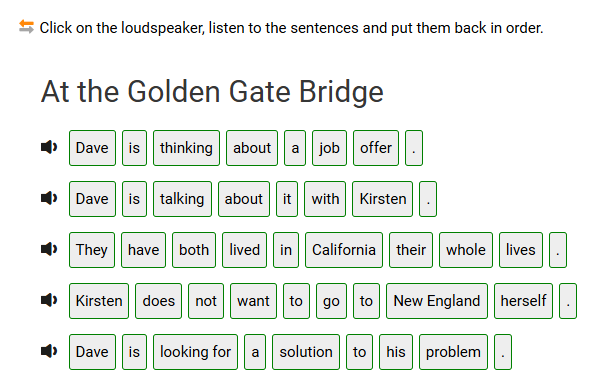 Click on the loudspeaker, listen to the sentences and put them back in order.
At the Golden Gate Bridge
Dave is thinking about a job offer .
Dave is talking about it with Kirsten .
They have both lived in California their whole lives .
Kirsten does not want to go to New England herself .
Dave is looking for a solution to his problem .